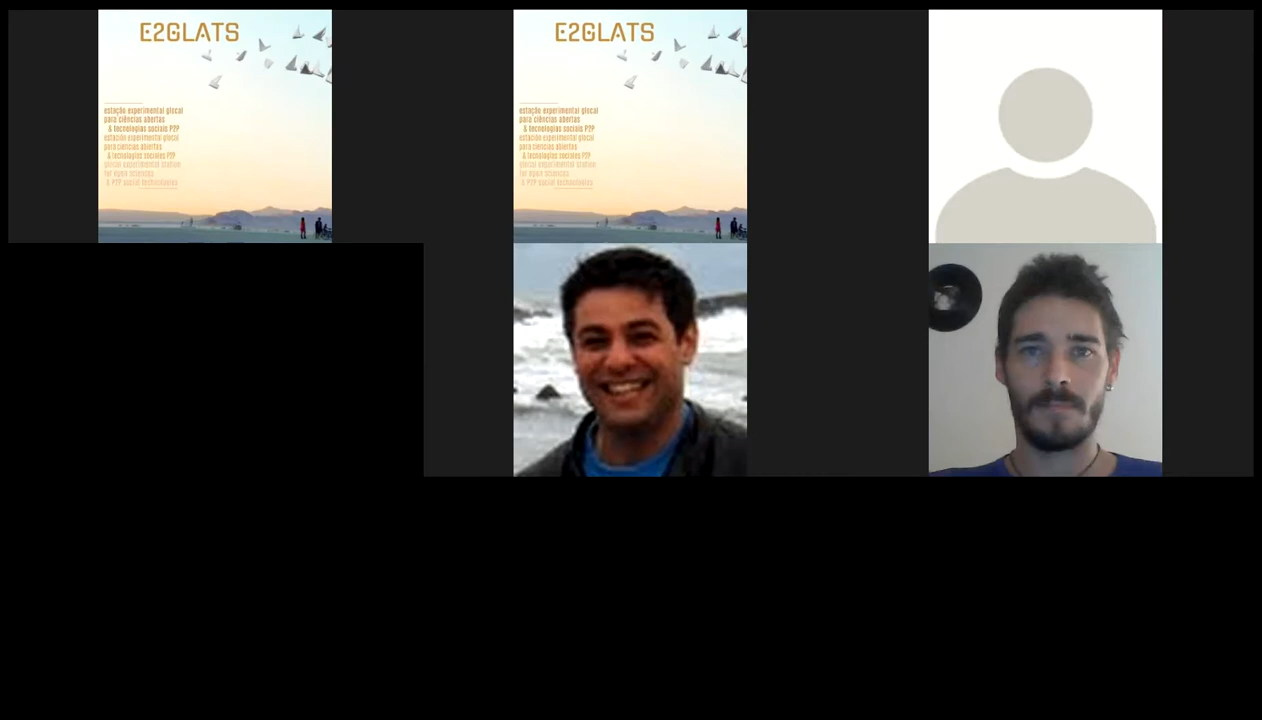 E2GLATS
estação experimental glocal
para ciências abertas
& tecnologias sociais P2P
estación experimental glocal
para ciencias abiertas
& tecnologías sociales P2P
glocal experimental station
for open sciences
& P2P social technologies
E2GLATS
estação experimental glocal
para ciências abertas
& tecnologias sociais P2P
estación experimental glocal
para ciencias abiertas
& tecnologías sociales P2P
glocal experimental station
for open sciences
& P2P social technologies